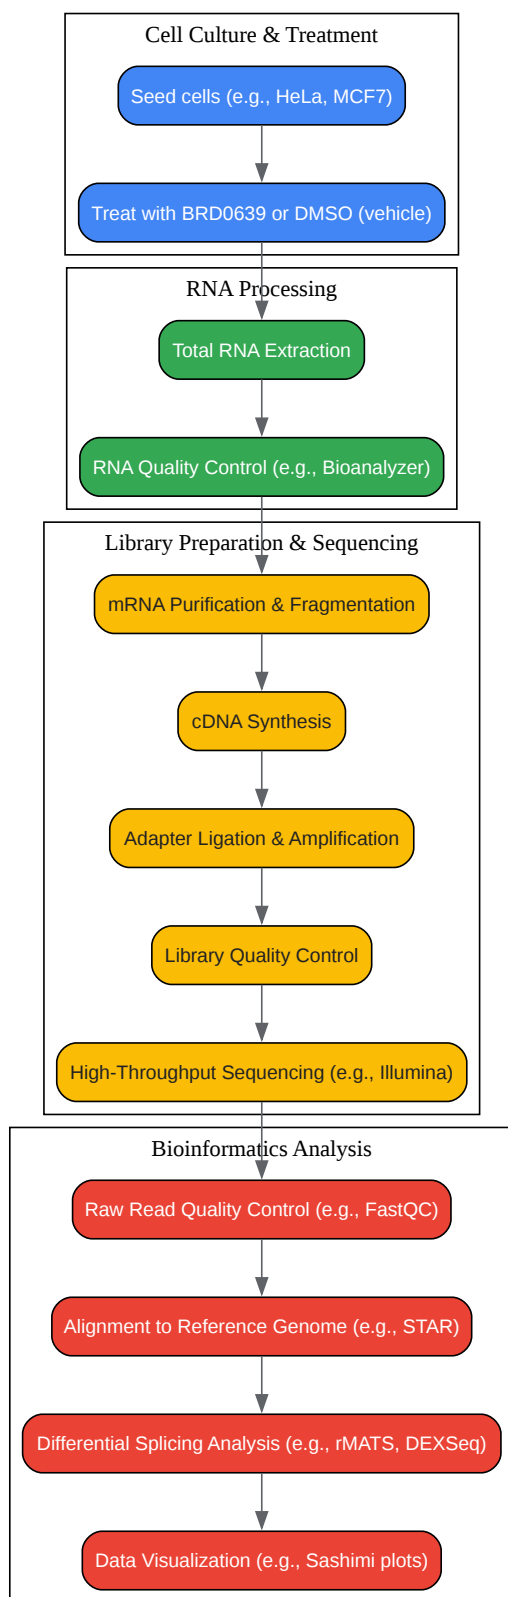 Cell Culture & Treatment
Seed cells (e.g., HeLa, MCF7)
Treat with BRD0639 or DMSO (vehicle)
RNA Processing
Total RNA Extraction
RNA Quality Control (e.g., Bioanalyzer)
Library Preparation & Sequencing
mRNA Purification & Fragmentation
cDNA Synthesis
Adapter Ligation & Amplification
Library Quality Control
High-Throughput Sequencing (e.g., Illumina)
Bioinformatics Analysis
Raw Read Quality Control (e.g., FastQC)
Alignment to Reference Genome (e.g., STAR)
Differential Splicing Analysis (e.g., rMATS, DEXSeq)
Data Visualization (e.g., Sashimi plots)